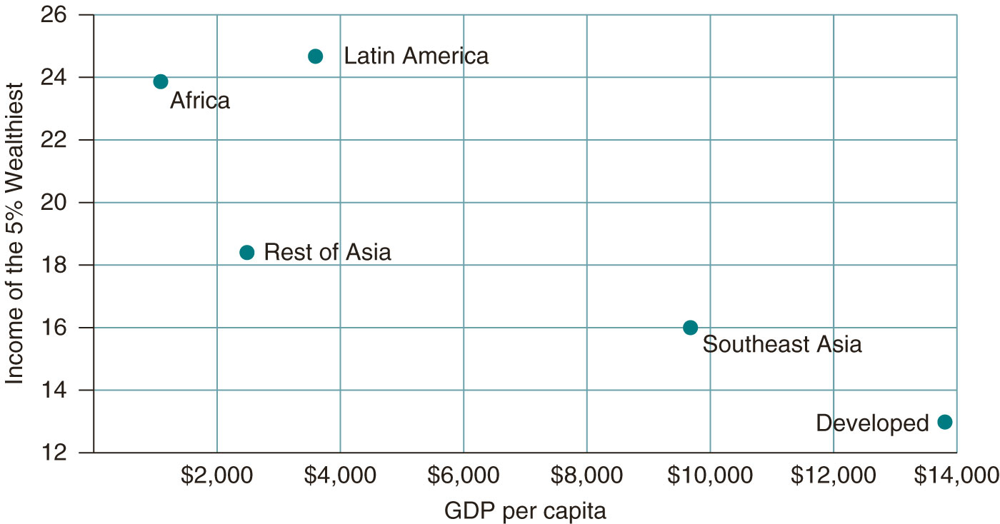 Income of the 5% Wealthiest
26
24
22
20
18
16
14
12
Latin America
Africa
Rest of Asia
Southeast Asia
Developed
$2,000
$4,000
$6,000
$8,000
$10,000
$12,000
$14,000
GDP per capita